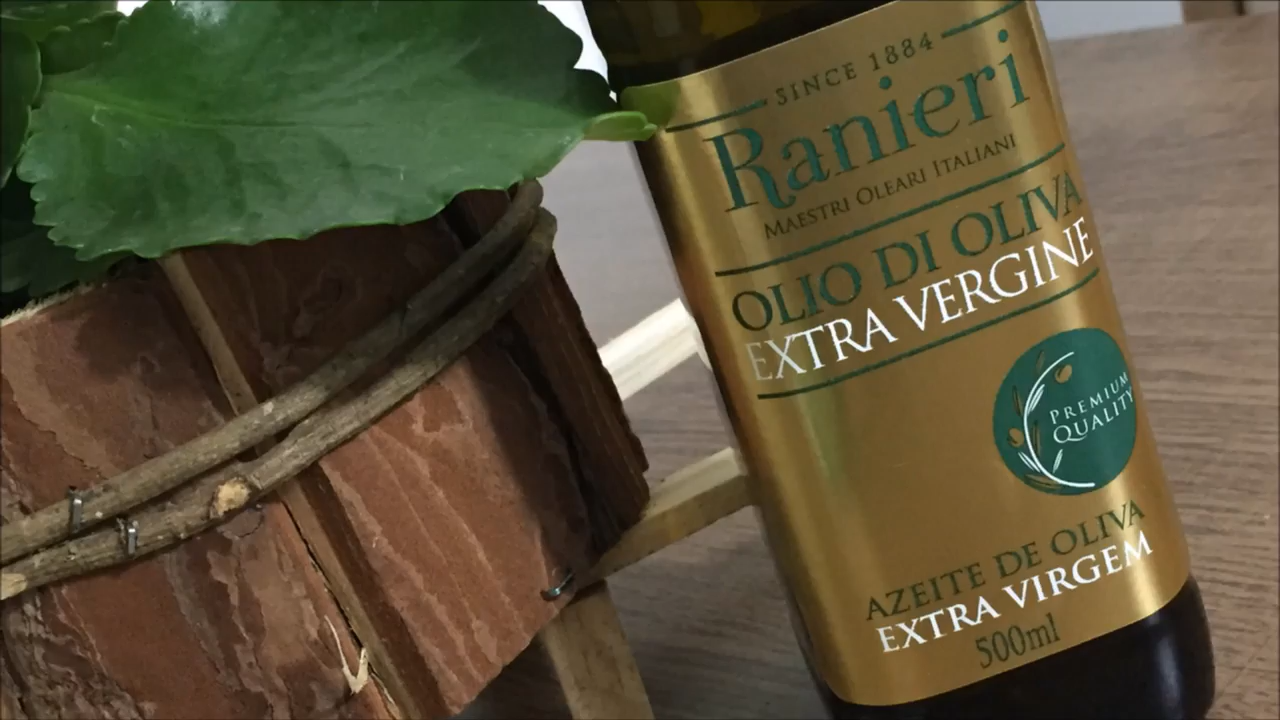 SINCE 1884
Ranieri
MAESTRI OLEARI ITALIANI
OLIO DI OLIVA
EXTRA VERGINE
PREMIUM
QUALITY
AZEITE DE OLIVA
EXTRA VIRGEM
500ml